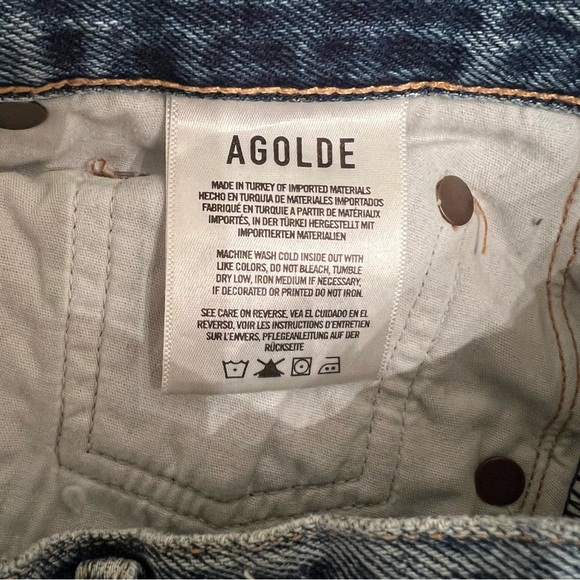 AGOLDE
MADE IN TURKEY OF IMPORTED MATERIALS
HECHO EN TURQUIA DE MATERIALES IMPORTADOS
FABRIQUÉ EN TURQUIE A PARTIR DE MATÉRIAUX
IMPORTÉS, IN DER TÜRKEI HERGESTELLT MIT
IMPORTIERTEN MATERIALIEN
MACHINE WASH COLD INSIDE OUT WITH
LIKE COLORS, DO NOT BLEACH, TUMBLE
DRY LOW, IRON MEDIUM IF NECESSARY,
IF DECORATED OR PRINTED DO NOT IRON.
SEE CARE ON REVERSE, VEA EL CUIDADO EN EL
REVERSO, VOIR LES INSTRUCTIONS D'ENTRETIEN
SUR L'ENVERS, PFLEGEANLEITUNG AUF DER
RÜCKSEITE